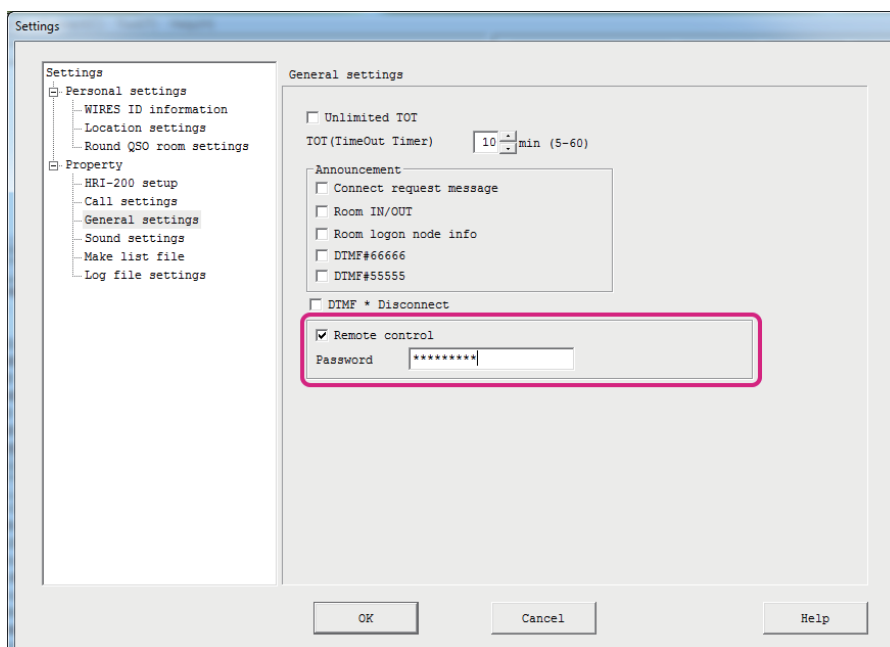 Settings
Settings
Personal settings
WIRES ID information
Location settings
Round QSO room settings
Property
HRI-200 setup
Call settings
General settings
Sound settings
Make list file
Log file settings
General settings
Unlimited TOT
TOT(TimeOut Timer) 10 min (5-60)
Announcement
Connect request message
Room IN/OUT
Room logon node info
DTMF#66666
DTMF#55555
DTMF * Disconnect
Remote control
Password *********
OK Cancel Help